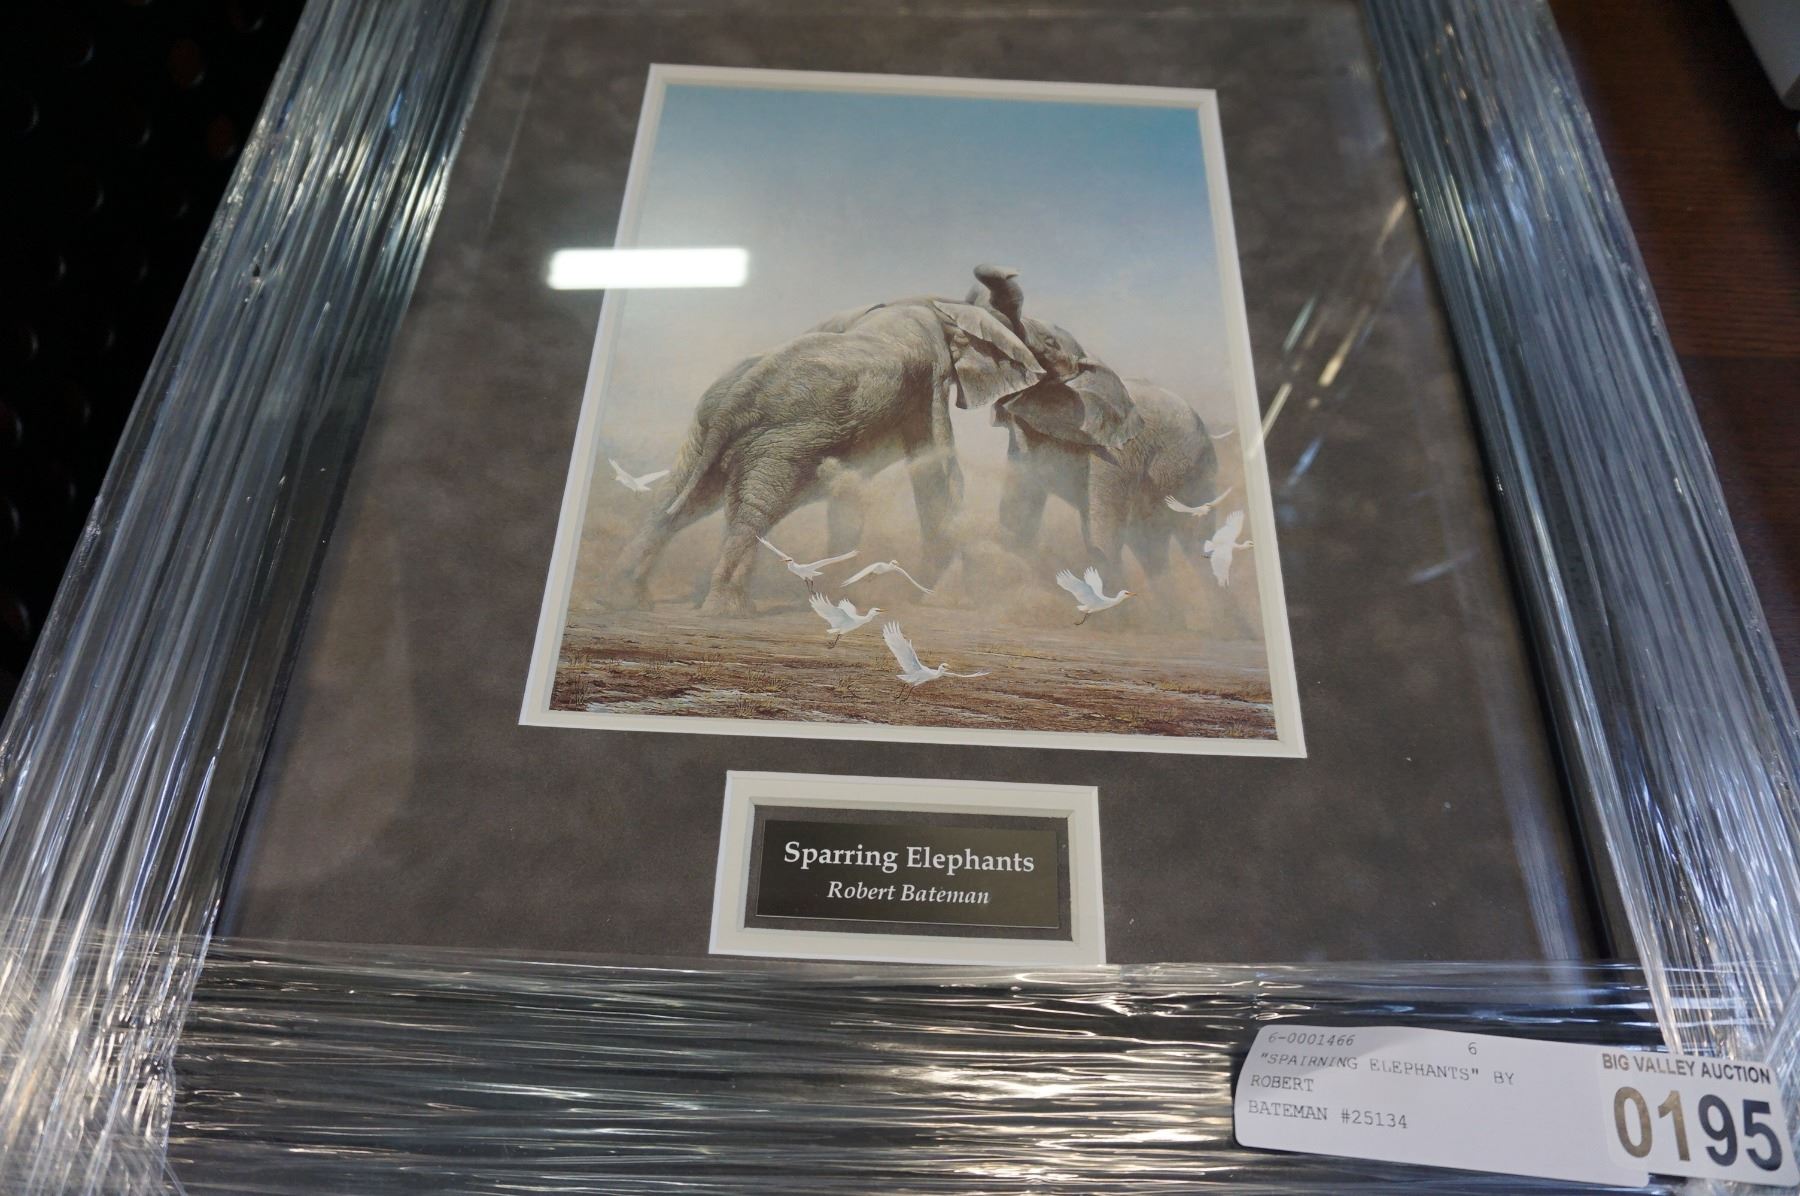 Sparring Elephants
Robert Bateman
6-0001466 6
"SPAIRNING ELEPHANTS" BY
ROBERT
BATEMAN #25134
BIG VALLEY AUCTION
0195